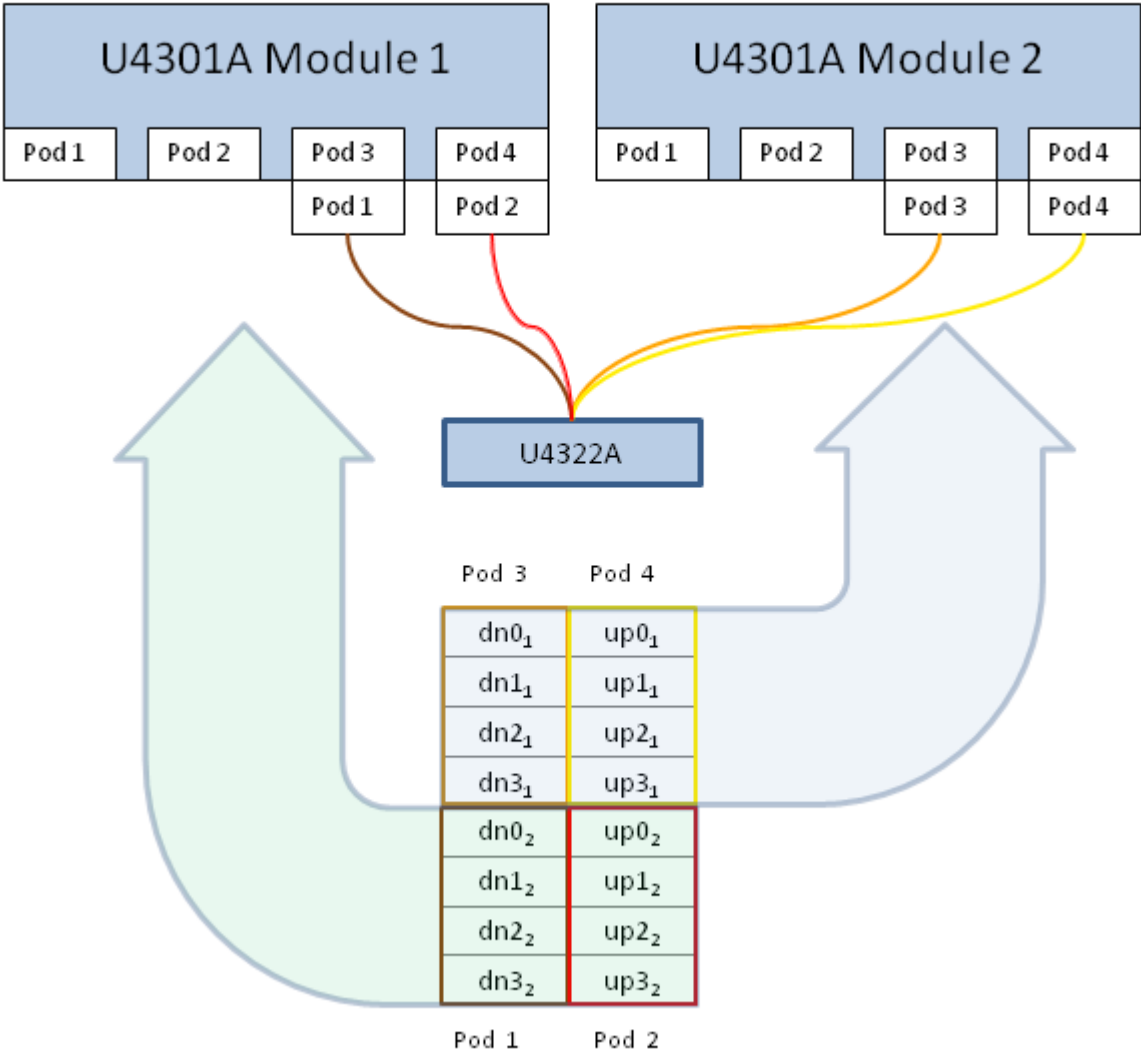 U4301A Module 1
U4301A Module 2
Pod 1 Pod 2 Pod 3 Pod 4
Pod 1 Pod 2 Pod 3 Pod 4
Pod 1 Pod 2
Pod 3 Pod 4
U4322A
Pod 3 Pod 4
dn0₁ up0₁
dn1₁ up1₁
dn2₁ up2₁
dn3₁ up3₁
dn0₂ up0₂
dn1₂ up1₂
dn2₂ up2₂
dn3₂ up3₂
Pod 1 Pod 2